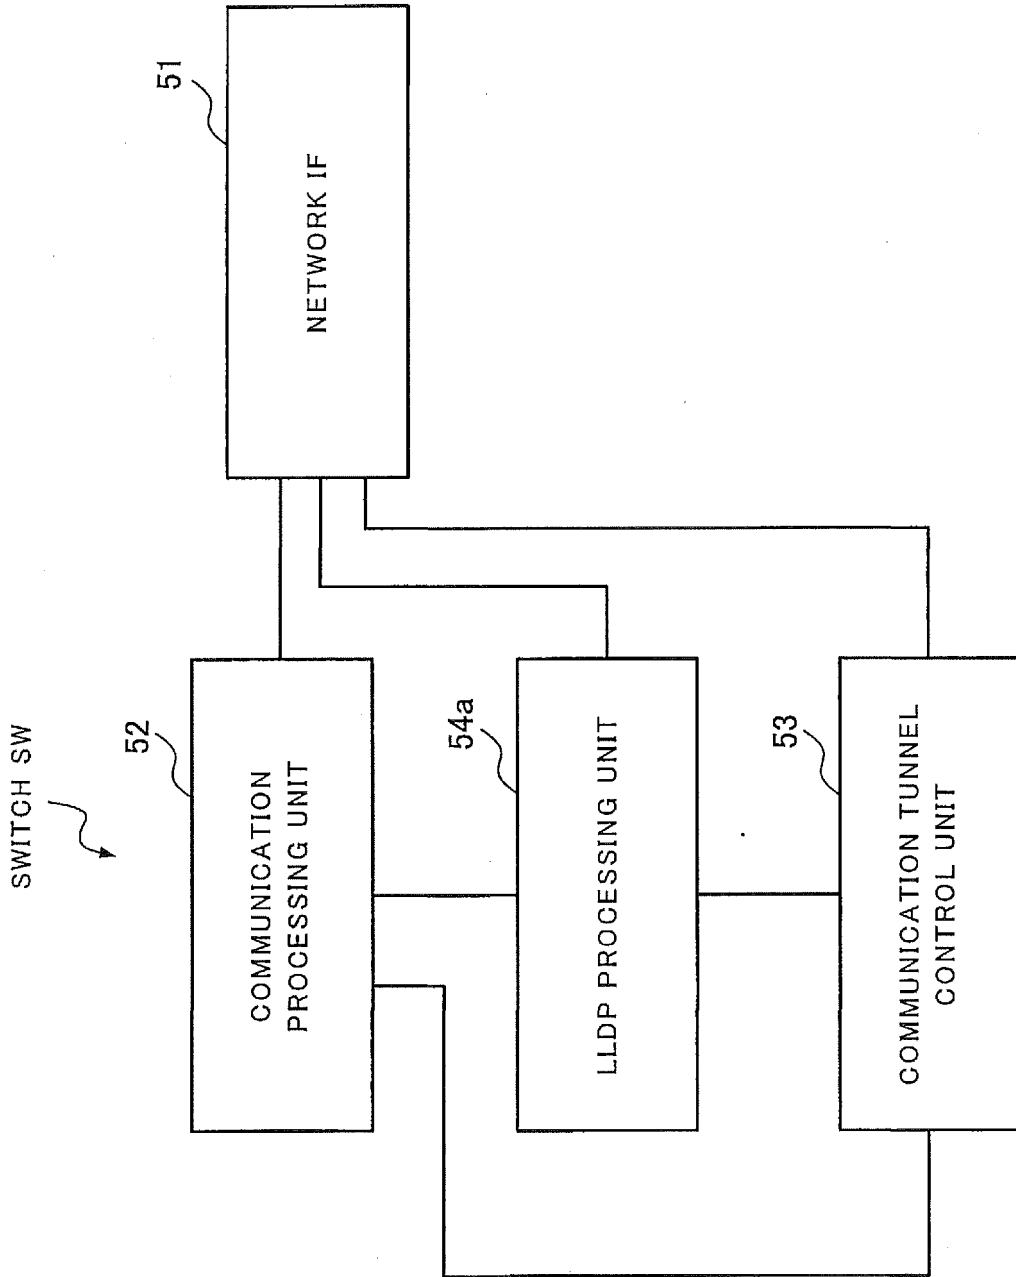 SWITCH SW
52
COMMUNICATION
PROCESSING UNIT
54a
LLDP PROCESSING UNIT
53
COMMUNICATION TUNNEL
CONTROL UNIT
51
NETWORK IF